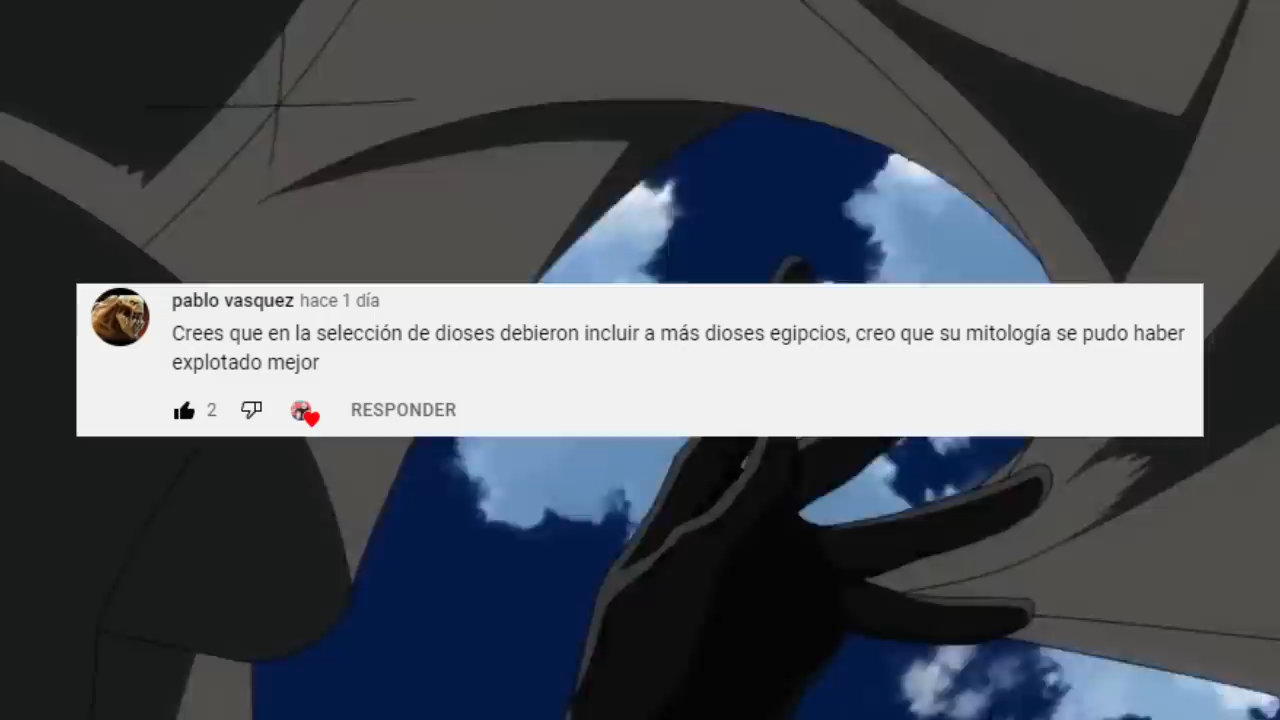 pablo vasquez hace 1 día
Crees que en la selección de dioses debieron incluir a más dioses egipcios, creo que su mitología se pudo haber
explotado mejor
2 RESPONDER